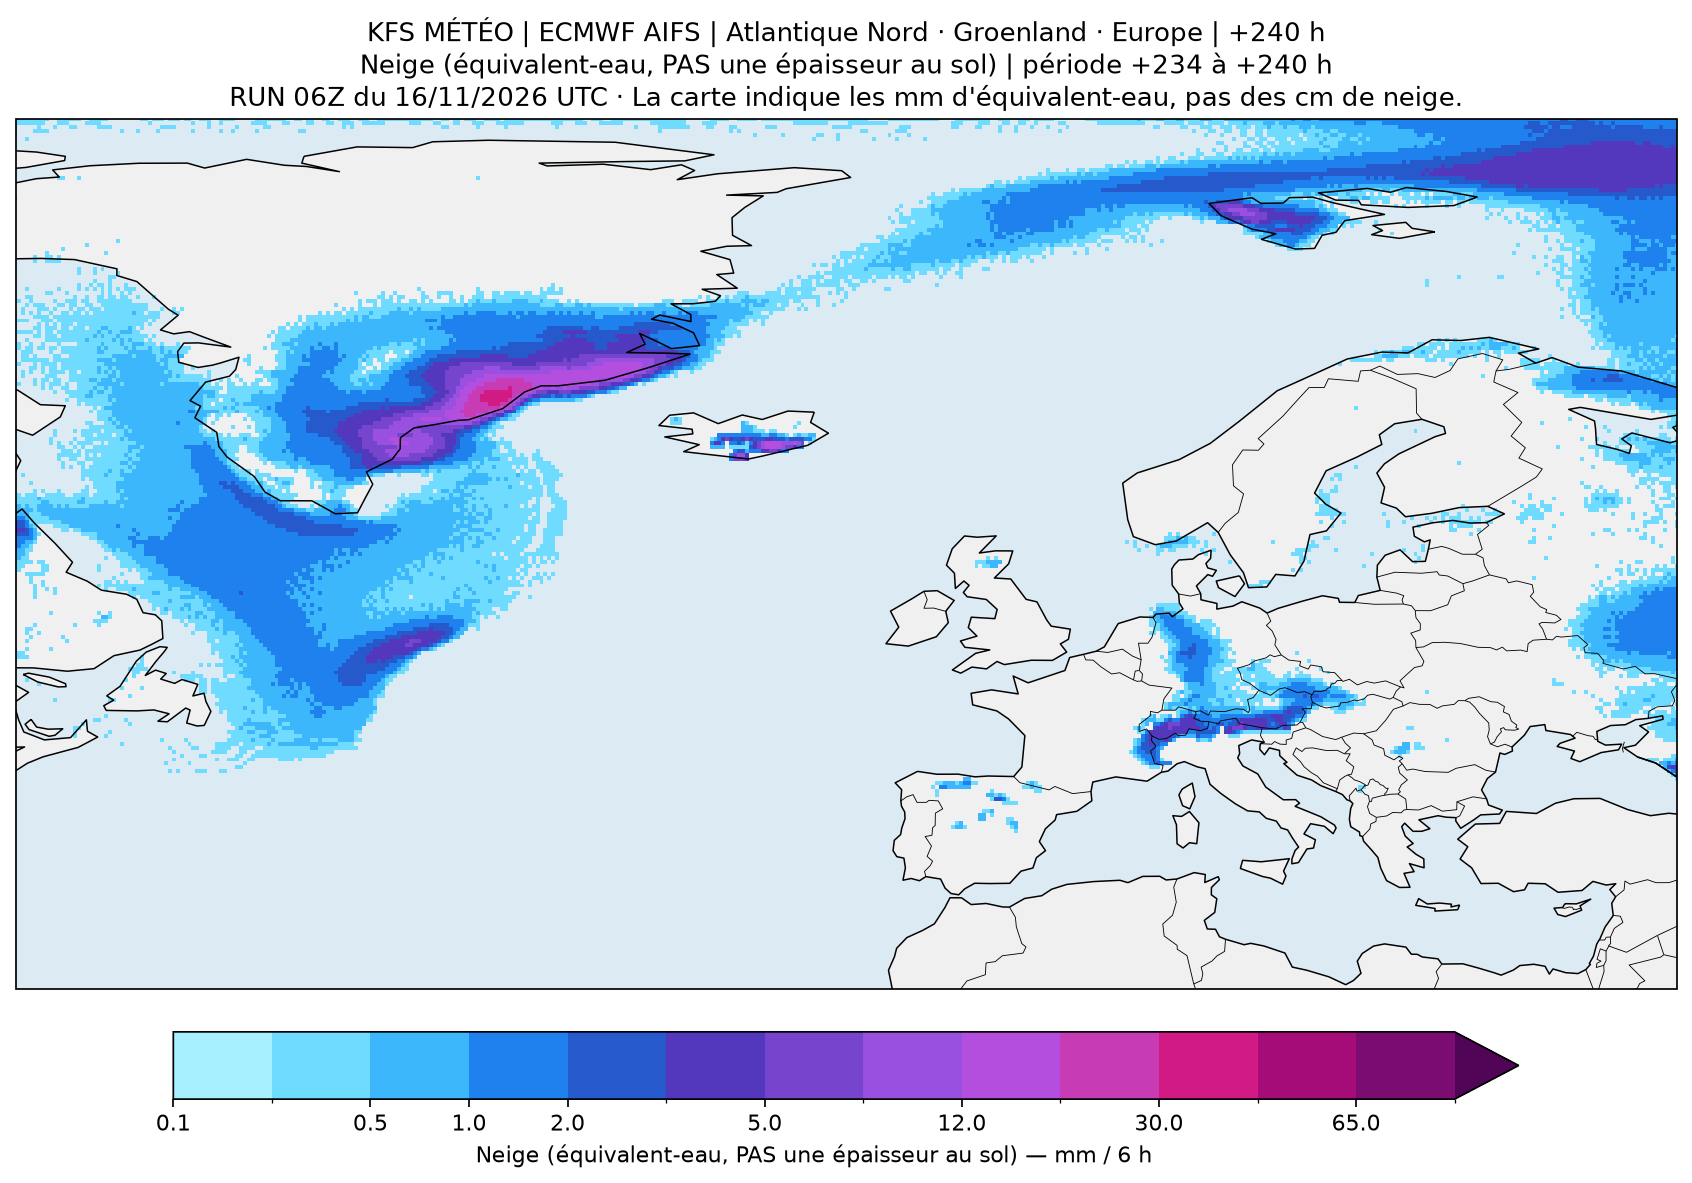 KFS MÉTÉO | ECMWF AIFS | Atlantique Nord · Groenland · Europe | +240 h
Neige (équivalent-eau, PAS une épaisseur au sol) | période +234 à +240 h
RUN 06Z du 16/11/2026 UTC · La carte indique les mm d'équivalent-eau, pas des cm de neige.
0.1 0.5 1.0 2.0 5.0 12.0 30.0 65.0
Neige (équivalent-eau, PAS une épaisseur au sol) — mm / 6 h